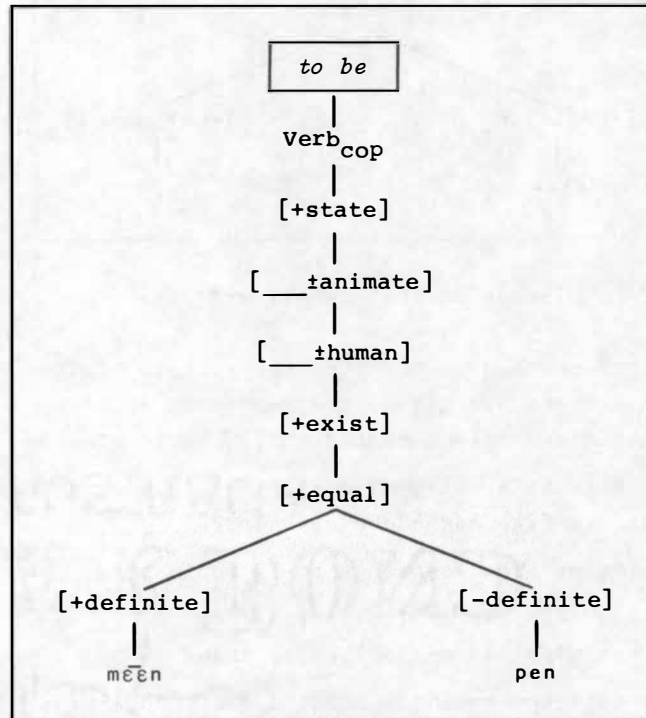 to be
Verbcop
[+state]
[___±animate]
[___±human]
[+exist]
[+equal]
[+definite] [-definite]
mɛ̄ɛn pen